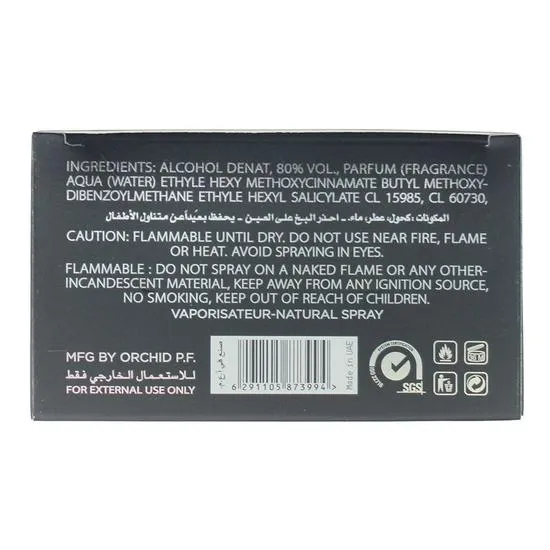 INGREDIENTS: ALCOHOL DENAT, 80% VOL., PARFUM (FRAGRANCE)
AQUA (WATER) ETHYLE HEXY METHOXYCINNAMATE BUTYL METHOXY-
DIBENZOYLMETHANE ETHYLE HEXYL SALICYLATE CL 15985, CL 60730,
المكونات: كحول، عطر، ماء. - احذر البخ على العين - يحفظ بعيداً عن متناول الأطفال
CAUTION: FLAMMABLE UNTIL DRY. DO NOT USE NEAR FIRE, FLAME
OR HEAT. AVOID SPRAYING IN EYES.
FLAMMABLE : DO NOT SPRAY ON A NAKED FLAME OR ANY OTHER-
INCANDESCENT MATERIAL, KEEP AWAY FROM ANY IGNITION SOURCE,
NO SMOKING, KEEP OUT OF REACH OF CHILDREN.
VAPORISATEUR-NATURAL SPRAY
MFG BY ORCHID P.F.
للاستعمال الخارجي فقط
FOR EXTERNAL USE ONLY
6 291105 873994 >
Made in UAE
صنع في أ.ع.م
SYSTEM CERTIFICATION
SGS